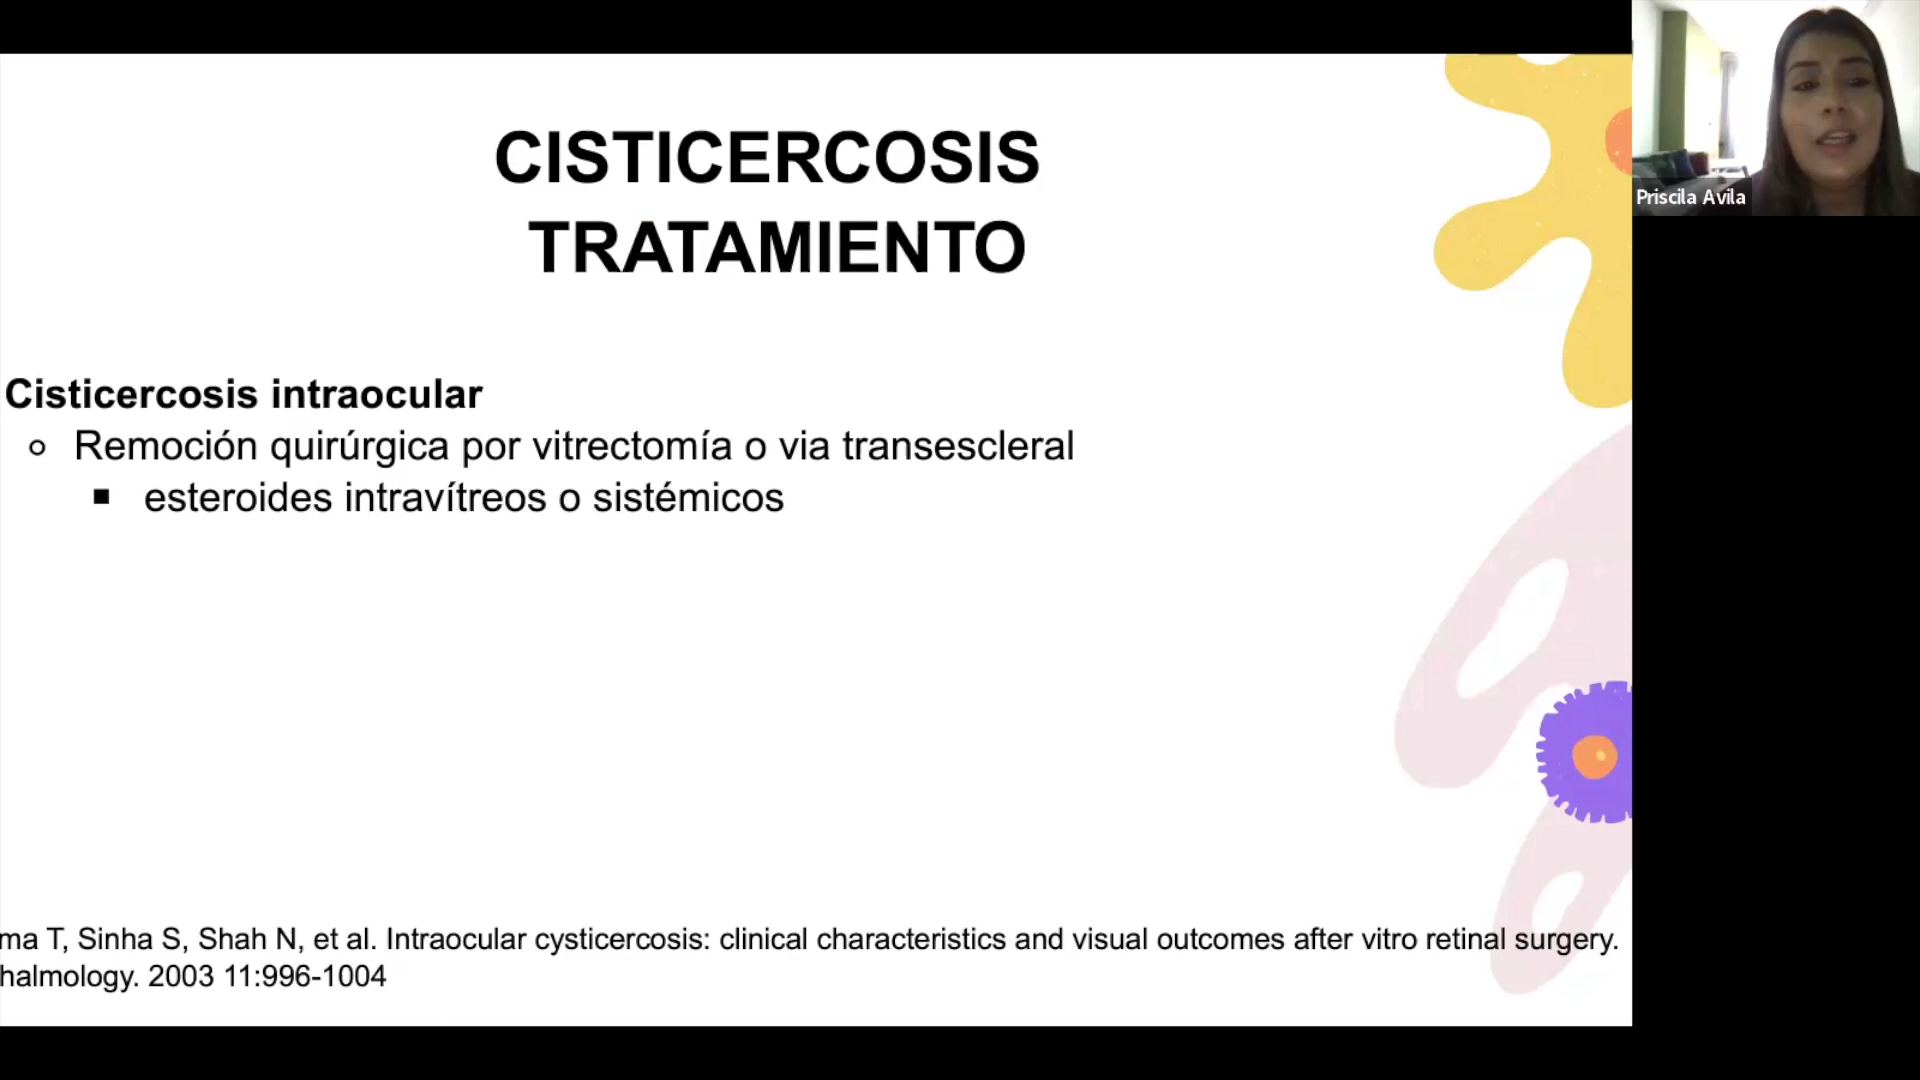 CISTICERCOSIS
TRATAMIENTO
Cisticercosis intraocular
Remoción quirúrgica por vitrectomía o via transescleral
esteroides intravítreos o sistémicos
ma T, Sinha S, Shah N, et al. Intraocular cysticercosis: clinical characteristics and visual outcomes after vitro retinal surgery.
halmology. 2003 11:996-1004
Priscila Avila